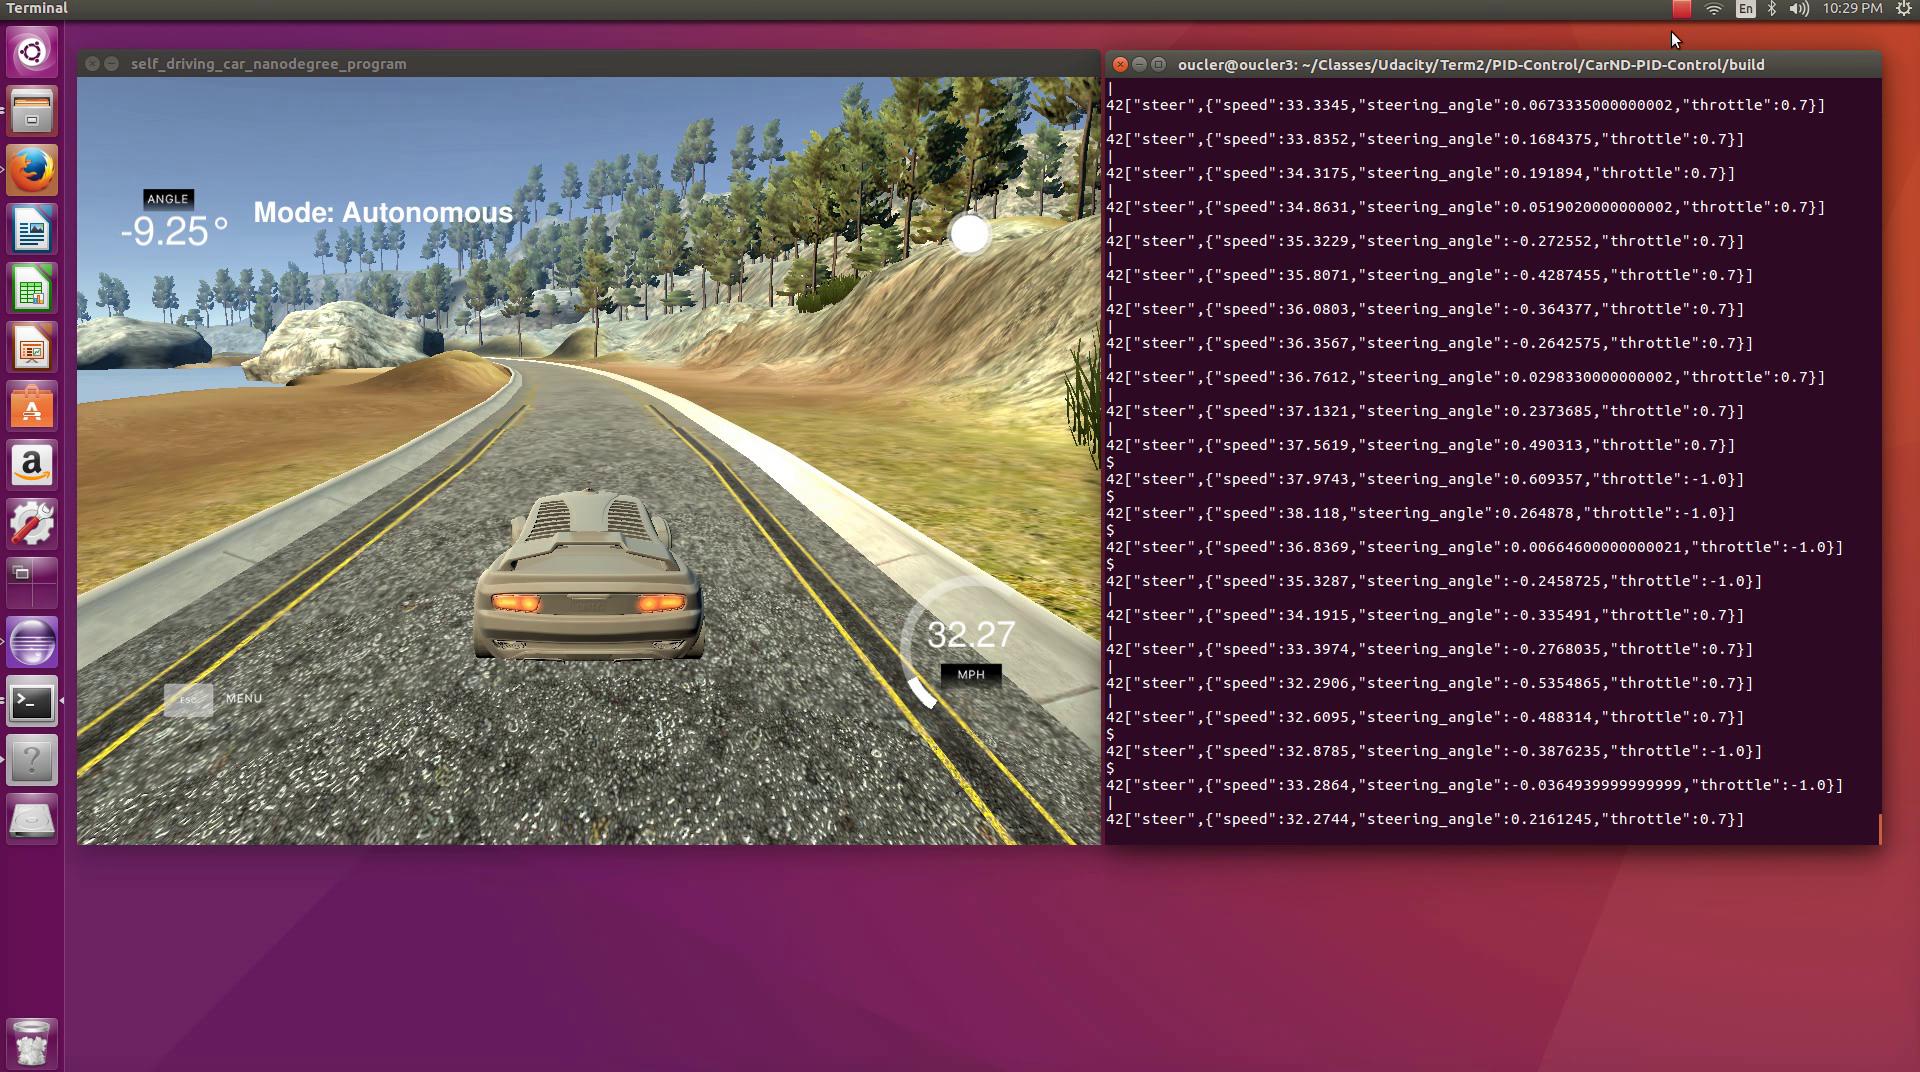 Terminal
En
10:29 PM
self_driving_car_nanodegree_program
ANGLE
-9.25°
Mode: Autonomous
32.27
MPH
ESC
MENU
oucler@oucler3: ~/Classes/Udacity/Term2/PID-Control/CarND-PID-Control/build
|
42["steer",{"speed":33.3345,"steering_angle":0.0673335000000002,"throttle":0.7}]
|
42["steer",{"speed":33.8352,"steering_angle":0.1684375,"throttle":0.7}]
|
42["steer",{"speed":34.3175,"steering_angle":0.191894,"throttle":0.7}]
|
42["steer",{"speed":34.8631,"steering_angle":0.0519020000000002,"throttle":0.7}]
|
42["steer",{"speed":35.3229,"steering_angle":-0.272552,"throttle":0.7}]
|
42["steer",{"speed":35.8071,"steering_angle":-0.4287455,"throttle":0.7}]
|
42["steer",{"speed":36.0803,"steering_angle":-0.364377,"throttle":0.7}]
|
42["steer",{"speed":36.3567,"steering_angle":-0.2642575,"throttle":0.7}]
|
42["steer",{"speed":36.7612,"steering_angle":0.0298330000000002,"throttle":0.7}]
|
42["steer",{"speed":37.1321,"steering_angle":0.2373685,"throttle":0.7}]
|
42["steer",{"speed":37.5619,"steering_angle":0.490313,"throttle":0.7}]
$
42["steer",{"speed":37.9743,"steering_angle":0.609357,"throttle":-1.0}]
$
42["steer",{"speed":38.118,"steering_angle":0.264878,"throttle":-1.0}]
$
42["steer",{"speed":36.8369,"steering_angle":0.00664600000000021,"throttle":-1.0}]
$
42["steer",{"speed":35.3287,"steering_angle":-0.2458725,"throttle":-1.0}]
|
42["steer",{"speed":34.1915,"steering_angle":-0.335491,"throttle":0.7}]
|
42["steer",{"speed":33.3974,"steering_angle":-0.2768035,"throttle":0.7}]
|
42["steer",{"speed":32.2906,"steering_angle":-0.5354865,"throttle":0.7}]
|
42["steer",{"speed":32.6095,"steering_angle":-0.488314,"throttle":0.7}]
$
42["steer",{"speed":32.8785,"steering_angle":-0.3876235,"throttle":-1.0}]
$
42["steer",{"speed":33.2864,"steering_angle":-0.0364939999999999,"throttle":-1.0}]
|
42["steer",{"speed":32.2744,"steering_angle":0.2161245,"throttle":0.7}]